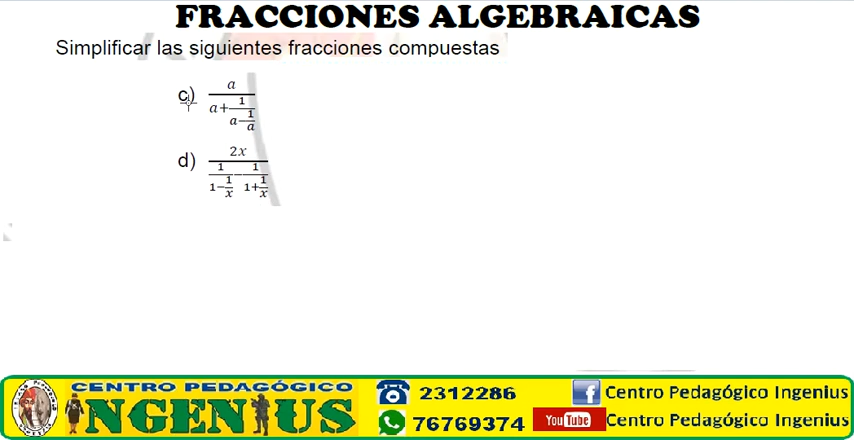 FRACCIONES ALGEBRAICAS
Simplificar las siguientes fracciones compuestas
c) a/(a+1/(a−1/a))
d) 2x/(1/(1−1/x)−1/(1+1/x))
CENTRO PEDAGÓGICO
INGENIUS
2312286
76769374
f Centro Pedagógico Ingenius
YouTube Centro Pedagógico Ingenius